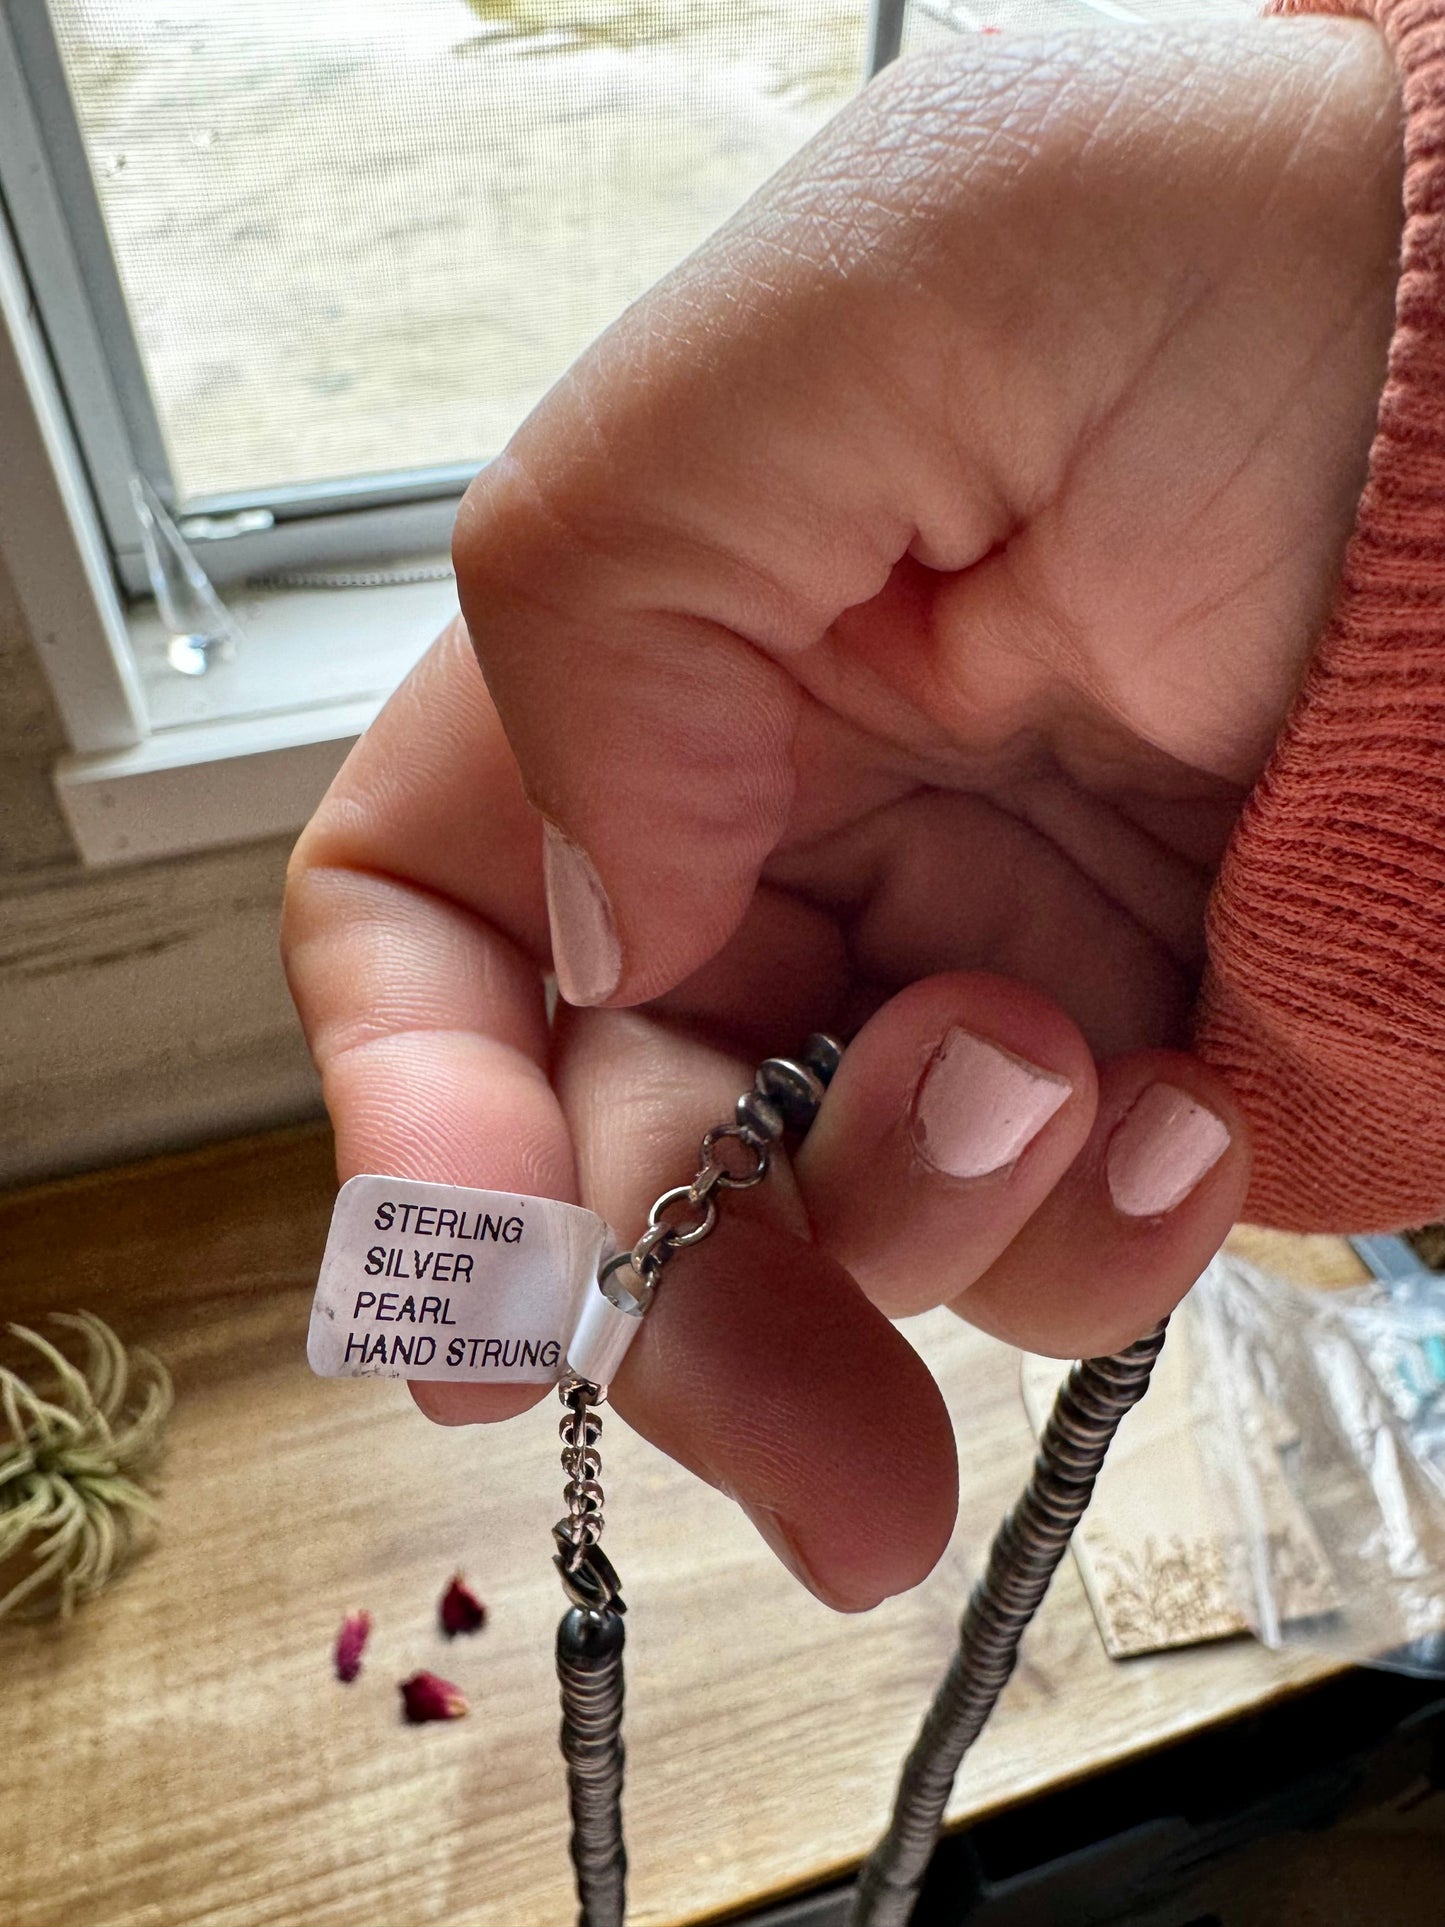 STERLING
SILVER
PEARL
HAND STRUNG